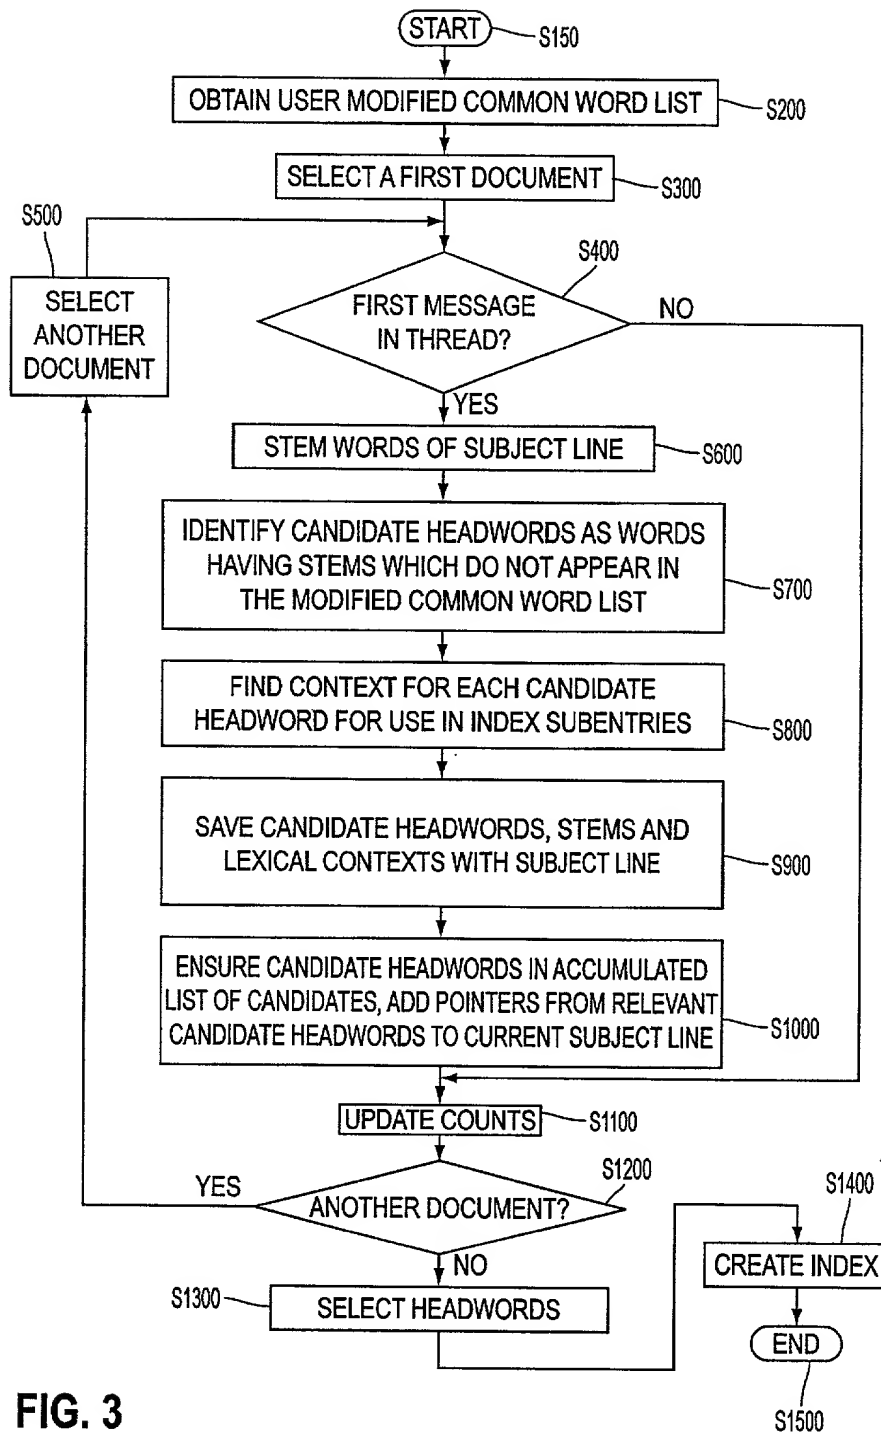 START
S150
OBTAIN USER MODIFIED COMMON WORD LIST
S200
SELECT A FIRST DOCUMENT
S300
S500
SELECT
ANOTHER
DOCUMENT
S400
FIRST MESSAGE
IN THREAD?
NO
YES
STEM WORDS OF SUBJECT LINE
S600
IDENTIFY CANDIDATE HEADWORDS AS WORDS
HAVING STEMS WHICH DO NOT APPEAR IN
THE MODIFIED COMMON WORD LIST
S700
FIND CONTEXT FOR EACH CANDIDATE
HEADWORD FOR USE IN INDEX SUBENTRIES
S800
SAVE CANDIDATE HEADWORDS, STEMS AND
LEXICAL CONTEXTS WITH SUBJECT LINE
S900
ENSURE CANDIDATE HEADWORDS IN ACCUMULATED
LIST OF CANDIDATES, ADD POINTERS FROM RELEVANT
CANDIDATE HEADWORDS TO CURRENT SUBJECT LINE
S1000
UPDATE COUNTS
S1100
YES
ANOTHER DOCUMENT?
S1200
NO
S1300
SELECT HEADWORDS
S1400
CREATE INDEX
END
S1500
FIG. 3